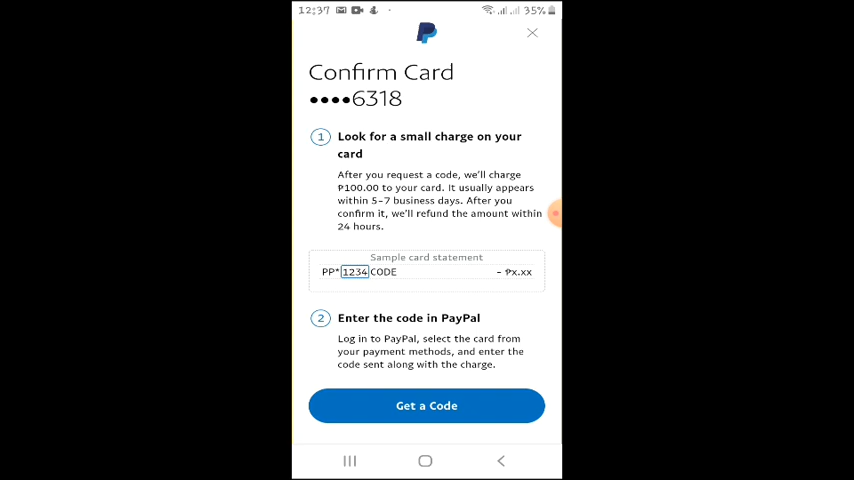 12:37
35%
Confirm Card
••••6318
1 Look for a small charge on your
card
After you request a code, we'll charge
₱100.00 to your card. It usually appears
within 5-7 business days. After you
confirm it, we'll refund the amount within
24 hours.
Sample card statement
PP*1234CODE - ₱x.xx
2 Enter the code in PayPal
Log in to PayPal, select the card from
your payment methods, and enter the
code sent along with the charge.
Get a Code